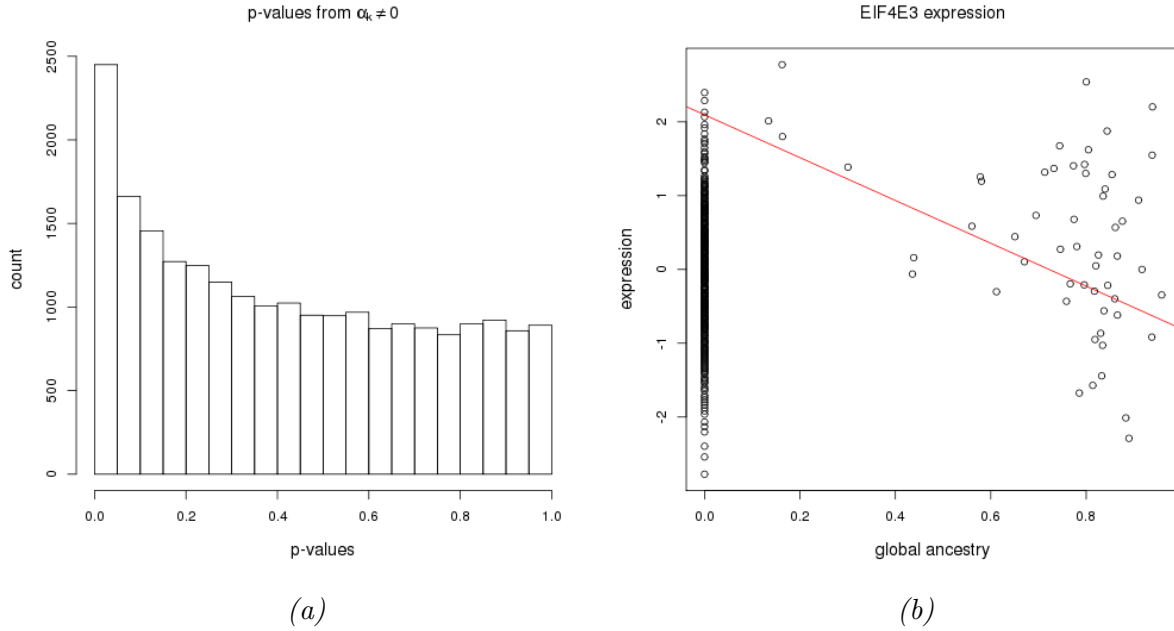 p-values from αk ≠ 0
count
0
500
1000
1500
2000
2500
0.0
0.2
0.4
0.6
0.8
1.0
p-values
(a)
EIF4E3 expression
expression
-2
-1
0
1
2
0.0
0.2
0.4
0.6
0.8
global ancestry
(b)